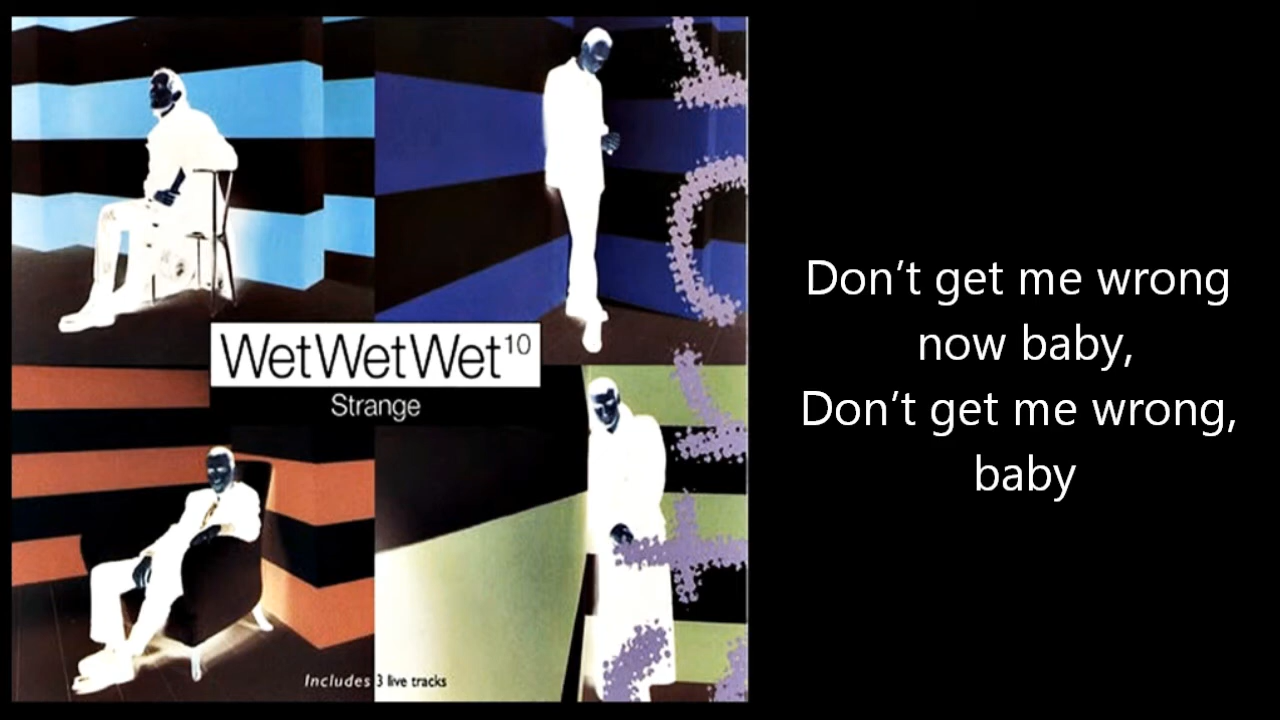 WetWetWet¹⁰
Strange
Includes 3 live tracks
Don’t get me wrong
now baby,
Don’t get me wrong,
baby